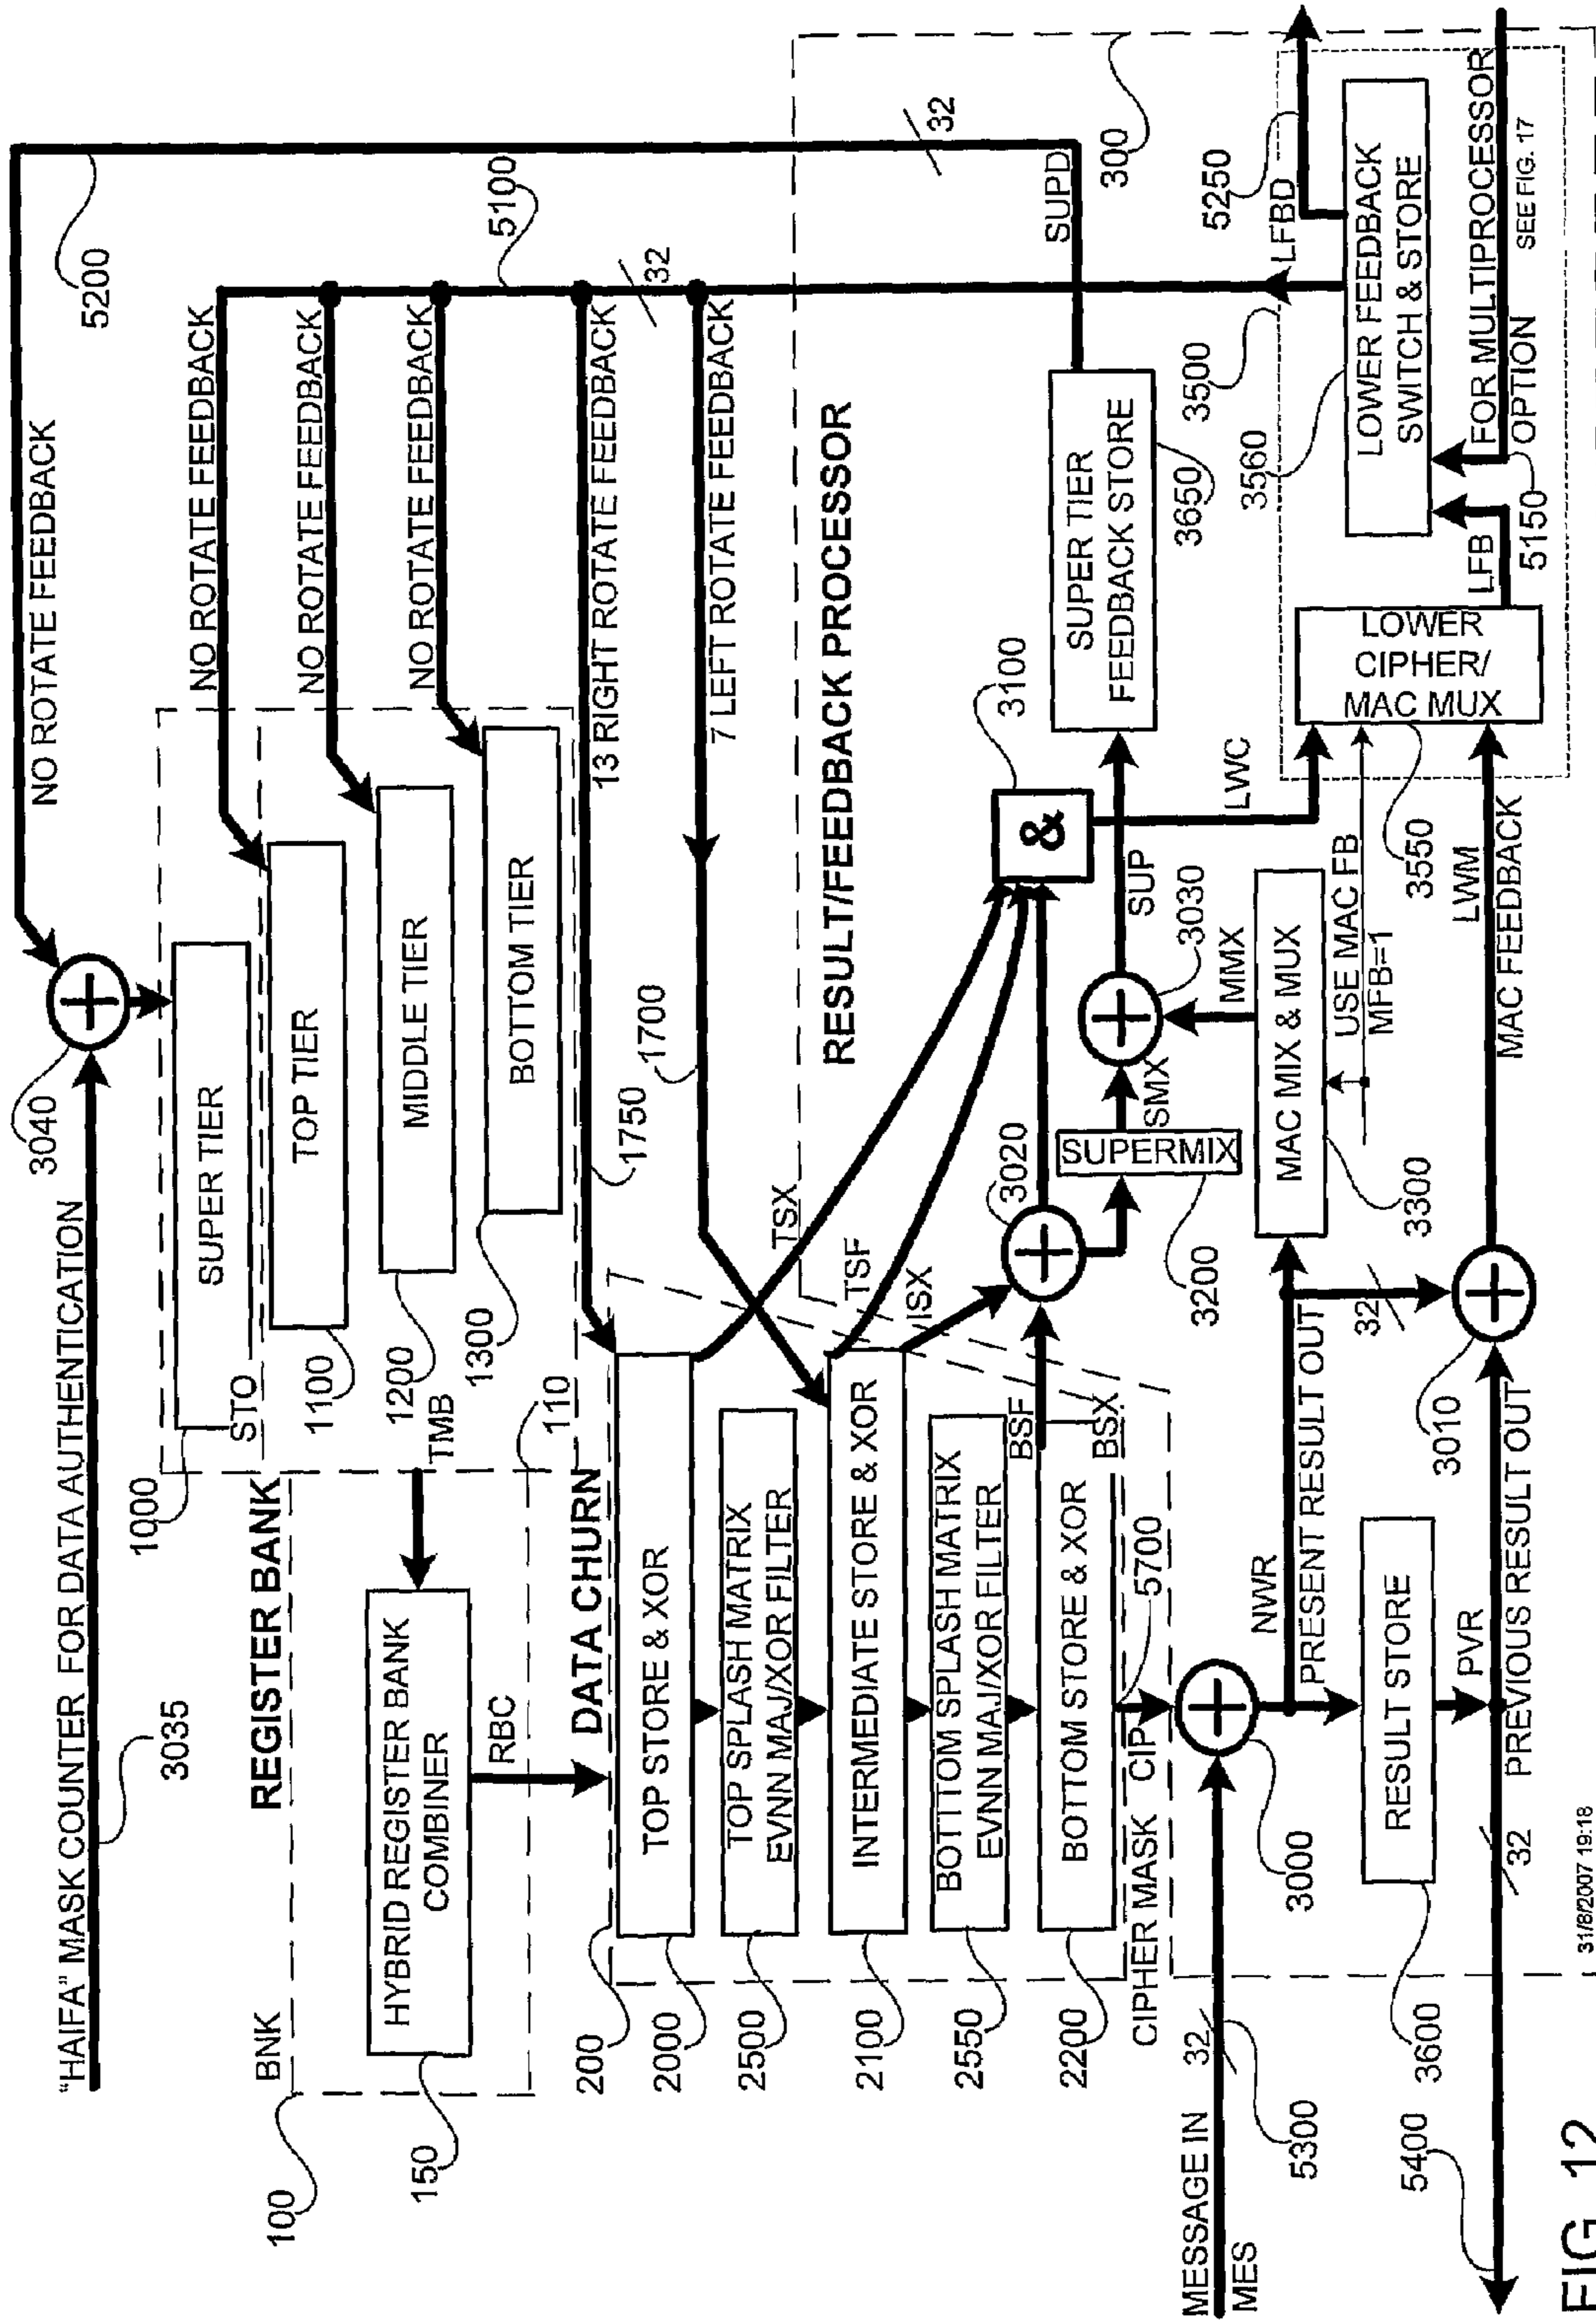 "HAIFA" MASK COUNTER FOR DATA AUTHENTICATION
3035
3040
NO ROTATE FEEDBACK
5200
1000
SUPER TIER
STO
NO ROTATE FEEDBACK
TOP TIER
1100
NO ROTATE FEEDBACK
MIDDLE TIER
1200
NO ROTATE FEEDBACK
BOTTOM TIER
1300
TMB
110
5100
32
32
REGISTER BANK
BNK
HYBRID REGISTER BANK
COMBINER
100
150
RBC
DATA CHURN
13 RIGHT ROTATE FEEDBACK
1750
7 LEFT ROTATE FEEDBACK
1700
200
TOP STORE & XOR
2000
TOP SPLASH MATRIX
EVNN MAJ/XOR FILTER
2500
INTERMEDIATE STORE & XOR
2100
BOTTTOM SPLASH MATRIX
EVNN MAJ/XOR FILTER
2550
BOTTOM STORE & XOR
2200
TSX
TSF
ISX
BSF
BSX
5700
CIPHER MASK CIP
RESULT/FEEDBACK PROCESSOR
300
3020
SUPERMIX
3200
SMX
3030
SUP
MMX
3100
&
LWC
SUPER TIER
FEEDBACK STORE
3650
SUPD
MESSAGE IN
MES
32
5300
3000
NWR
PRESENT RESULT OUT
MAC MIX & MUX
3300
USE MAC FB
MFB=1
32
RESULT STORE
3600
PVR
PREVIOUS RESULT OUT
32
5400
3010
LWM
MAC FEEDBACK
LOWER
CIPHER/
MAC MUX
3550
LFB
5150
LOWER FEEDBACK
SWITCH & STORE
3560
3500
LFBD
5250
FOR MULTIPROCESSOR
OPTION
SEE FIG. 17
31/8/2007 19:18
FIG. 12